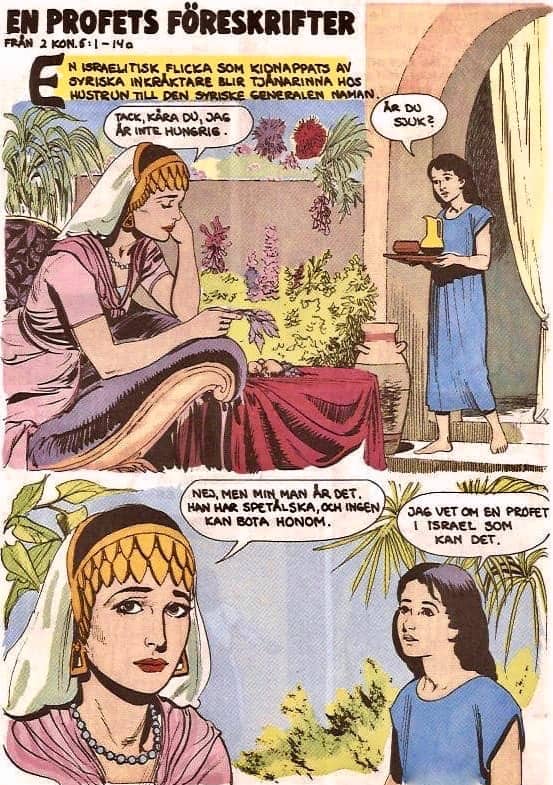 EN PROFETS FÖRESKRIFTER
FRÅN 2 KON. 5:1-14a
EN ISRAELITISK FLICKA SOM KIDNAPPATS AV
SYRISKA INKRÄKTARE BLIR TJÄNARINNA HOS
HUSTRUN TILL DEN SYRISKE GENERALEN NAMAN.
TACK, KÄRA DU, JAG
ÄR INTE HUNGRIG.
ÄR DU
SJUK?
NEJ, MEN MIN MAN ÄR DET.
HAN HAR SPETÄLSKA, OCH INGEN
KAN BOTA HONOM.
JAG VET OM EN PROFET
I ISRAEL SOM
KAN DET.